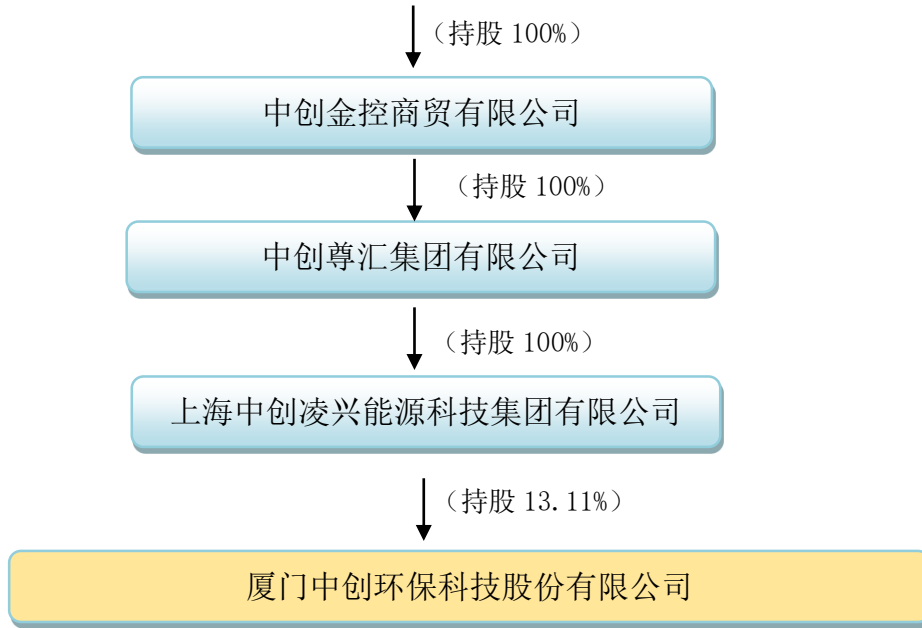 （持股 100%）
中创金控商贸有限公司
（持股 100%）
中创尊汇集团有限公司
（持股 100%）
上海中创凌兴能源科技集团有限公司
（持股 13.11%）
厦门中创环保科技股份有限公司